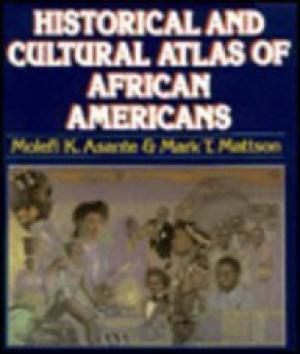 HISTORICAL AND
CULTURAL ATLAS OF
AFRICAN
AMERICANS
Molefi K. Asante & Mark T. Mattson